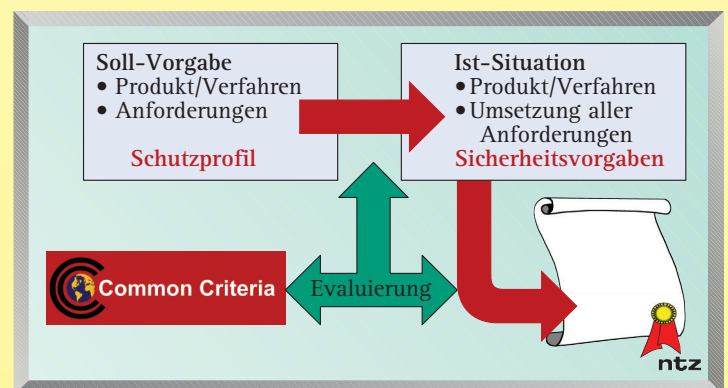 Soll-Vorgabe
• Produkt/Verfahren
• Anforderungen
Schutzprofil
Ist-Situation
• Produkt/Verfahren
• Umsetzung aller
Anforderungen
Sicherheitsvorgaben
Common Criteria
Evaluierung
ntz